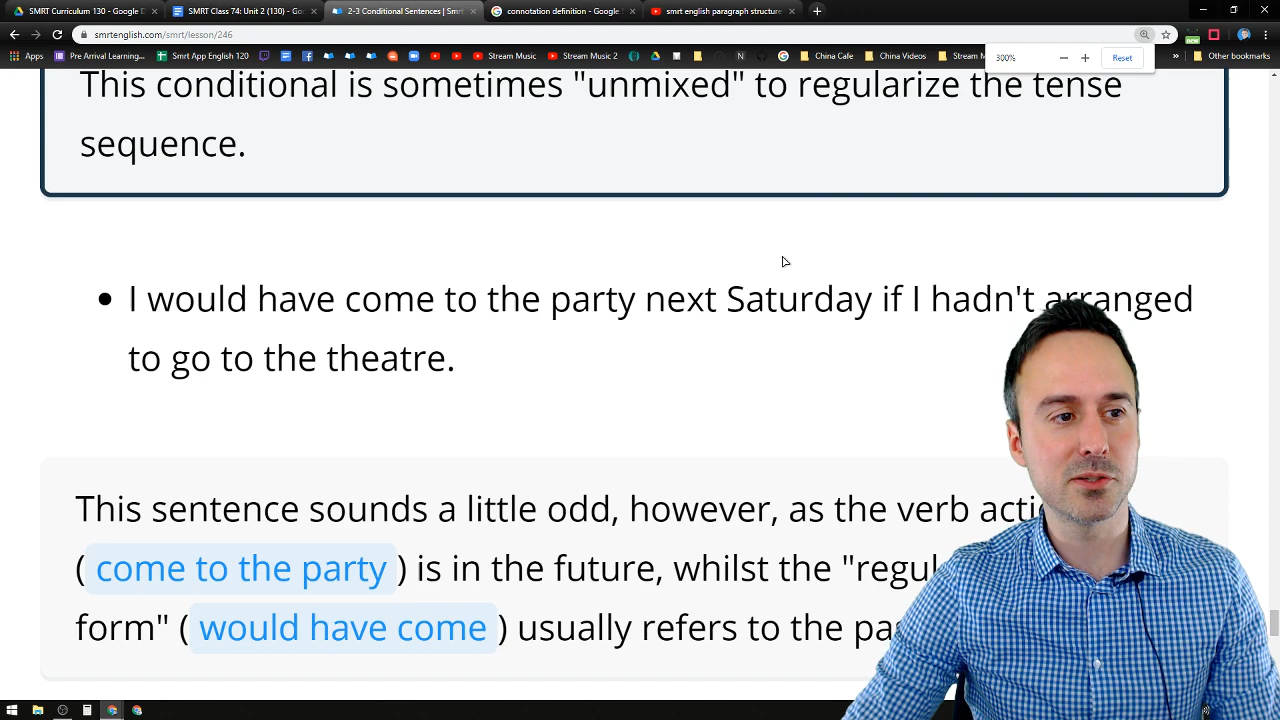 SMRT Curriculum 130 - Google D
SMRT Class 74: Unit 2 (130) - Goo
2-3 Conditional Sentences | Smrt
connotation definition - Google S
smrt english paragraph structure
smrtenglish.com/smrt/lesson/246
Apps
Pre Arrival Learning...
Smrt App English 120
Stream Music
Stream Music 2
China Cafe
China Videos
Stream M
Other bookmarks
300%
Reset
This conditional is sometimes "unmixed" to regularize the tense
sequence.
I would have come to the party next Saturday if I hadn't arranged
to go to the theatre.
This sentence sounds a little odd, however, as the verb acti
( come to the party ) is in the future, whilst the "regul
form" ( would have come ) usually refers to the pa